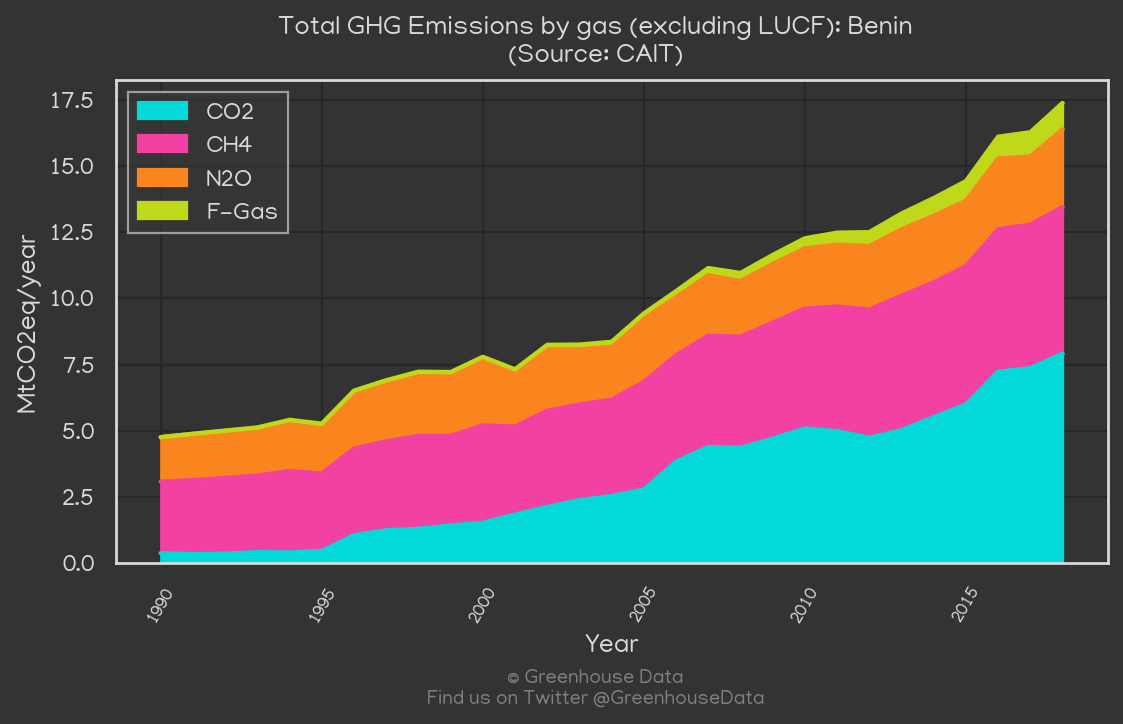 Total GHG Emissions by gas (excluding LUCF): Benin
(Source: CAIT)
17.5
15.0
12.5
10.0
7.5
5.0
2.5
0.0
MtCO2eq/year
CO2
CH4
N2O
F-Gas
1990
1995
2000
2005
2010
2015
Year
© Greenhouse Data
Find us on Twitter @GreenhouseData